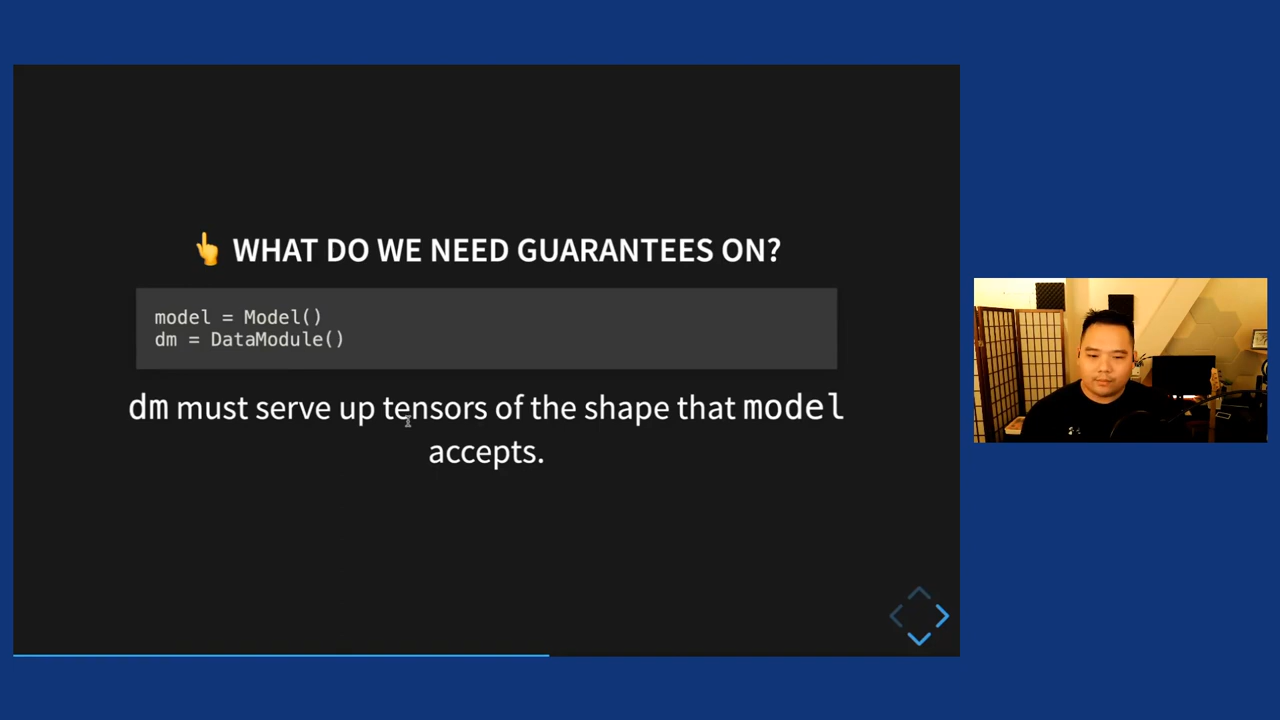 👆 WHAT DO WE NEED GUARANTEES ON?
model = Model()
dm = DataModule()
dm must serve up tensors of the shape that model
accepts.